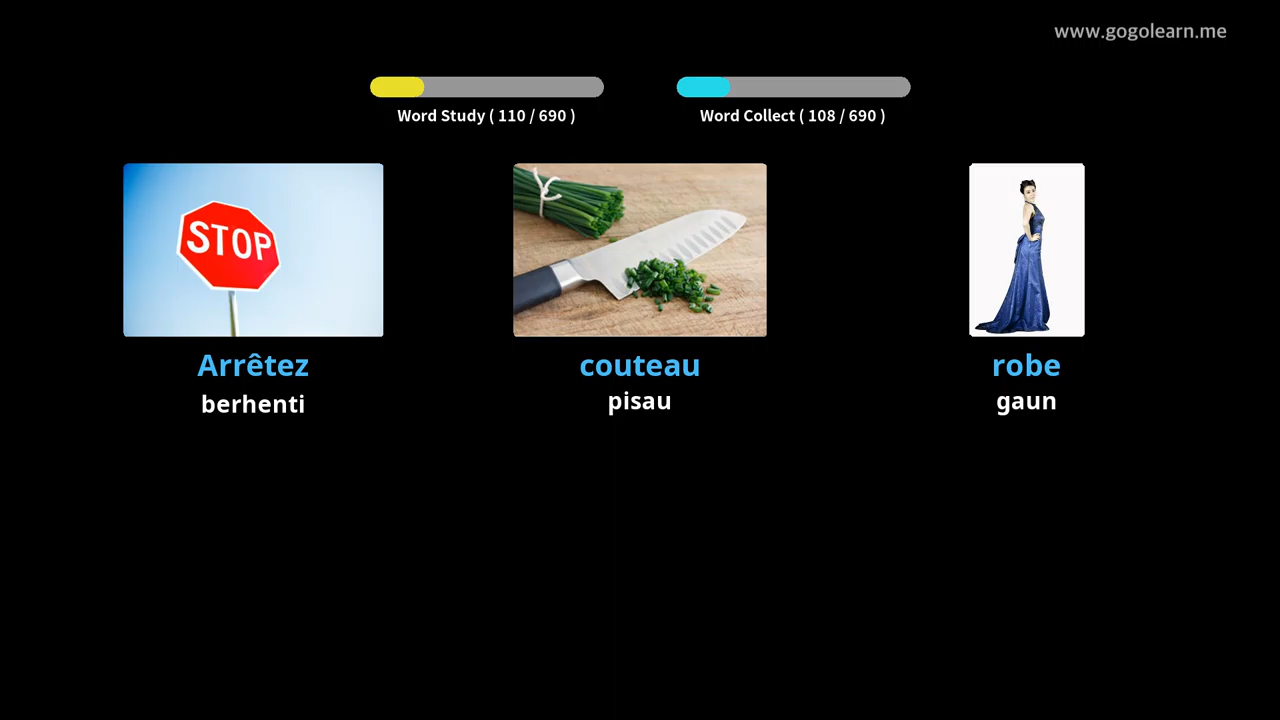 www.gogolearn.me
Word Study ( 110 / 690 )
Word Collect ( 108 / 690 )
STOP
Arrêtez
berhenti
couteau
pisau
robe
gaun